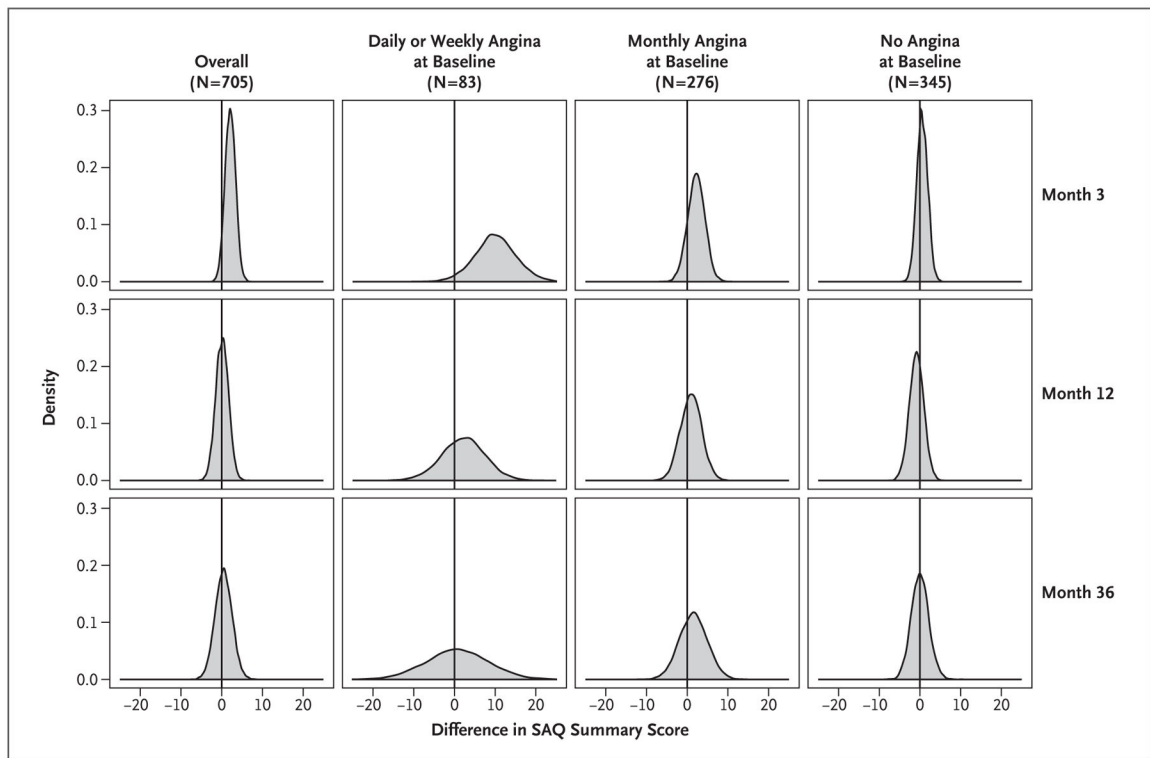 Overall
(N=705)
Daily or Weekly Angina
at Baseline
(N=83)
Monthly Angina
at Baseline
(N=276)
No Angina
at Baseline
(N=345)
0.3
0.2
0.1
0.0
Month 3
0.3
0.2
0.1
0.0
Month 12
Density
0.3
0.2
0.1
0.0
Month 36
−20 −10 0 10 20
−20 −10 0 10 20
−20 −10 0 10 20
−20 −10 0 10 20
Difference in SAQ Summary Score